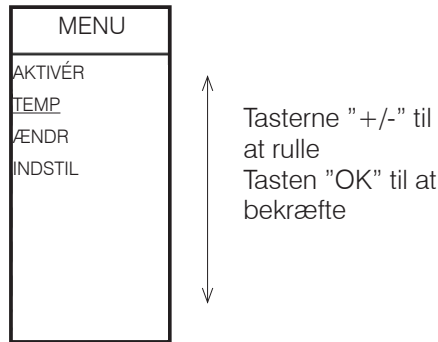 MENU
AKTIVÉR
TEMP
ÆNDR
INDSTIL
Tasterne ”+/-” til
at rulle
Tasten ”OK” til at
bekræfte